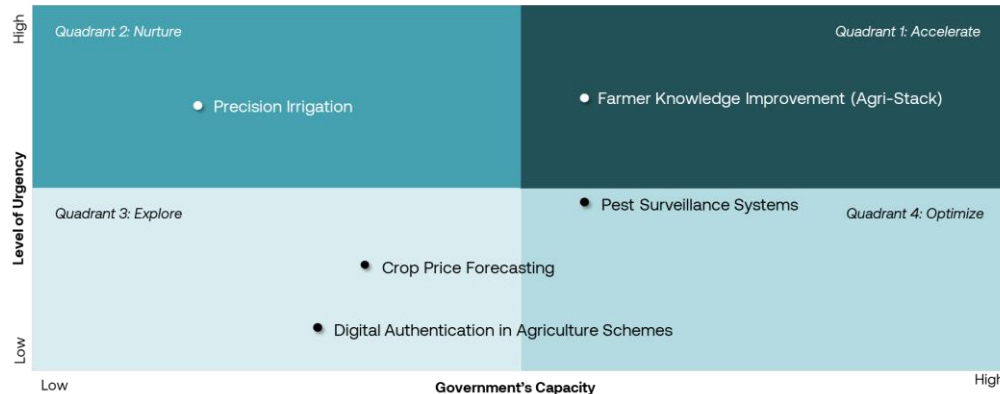 High
Quadrant 2: Nurture
Quadrant 1: Accelerate
Precision Irrigation
Farmer Knowledge Improvement (Agri-Stack)
Level of Urgency
Quadrant 3: Explore
Pest Surveillance Systems
Quadrant 4: Optimize
Crop Price Forecasting
Digital Authentication in Agriculture Schemes
Low
Low
Government's Capacity
High